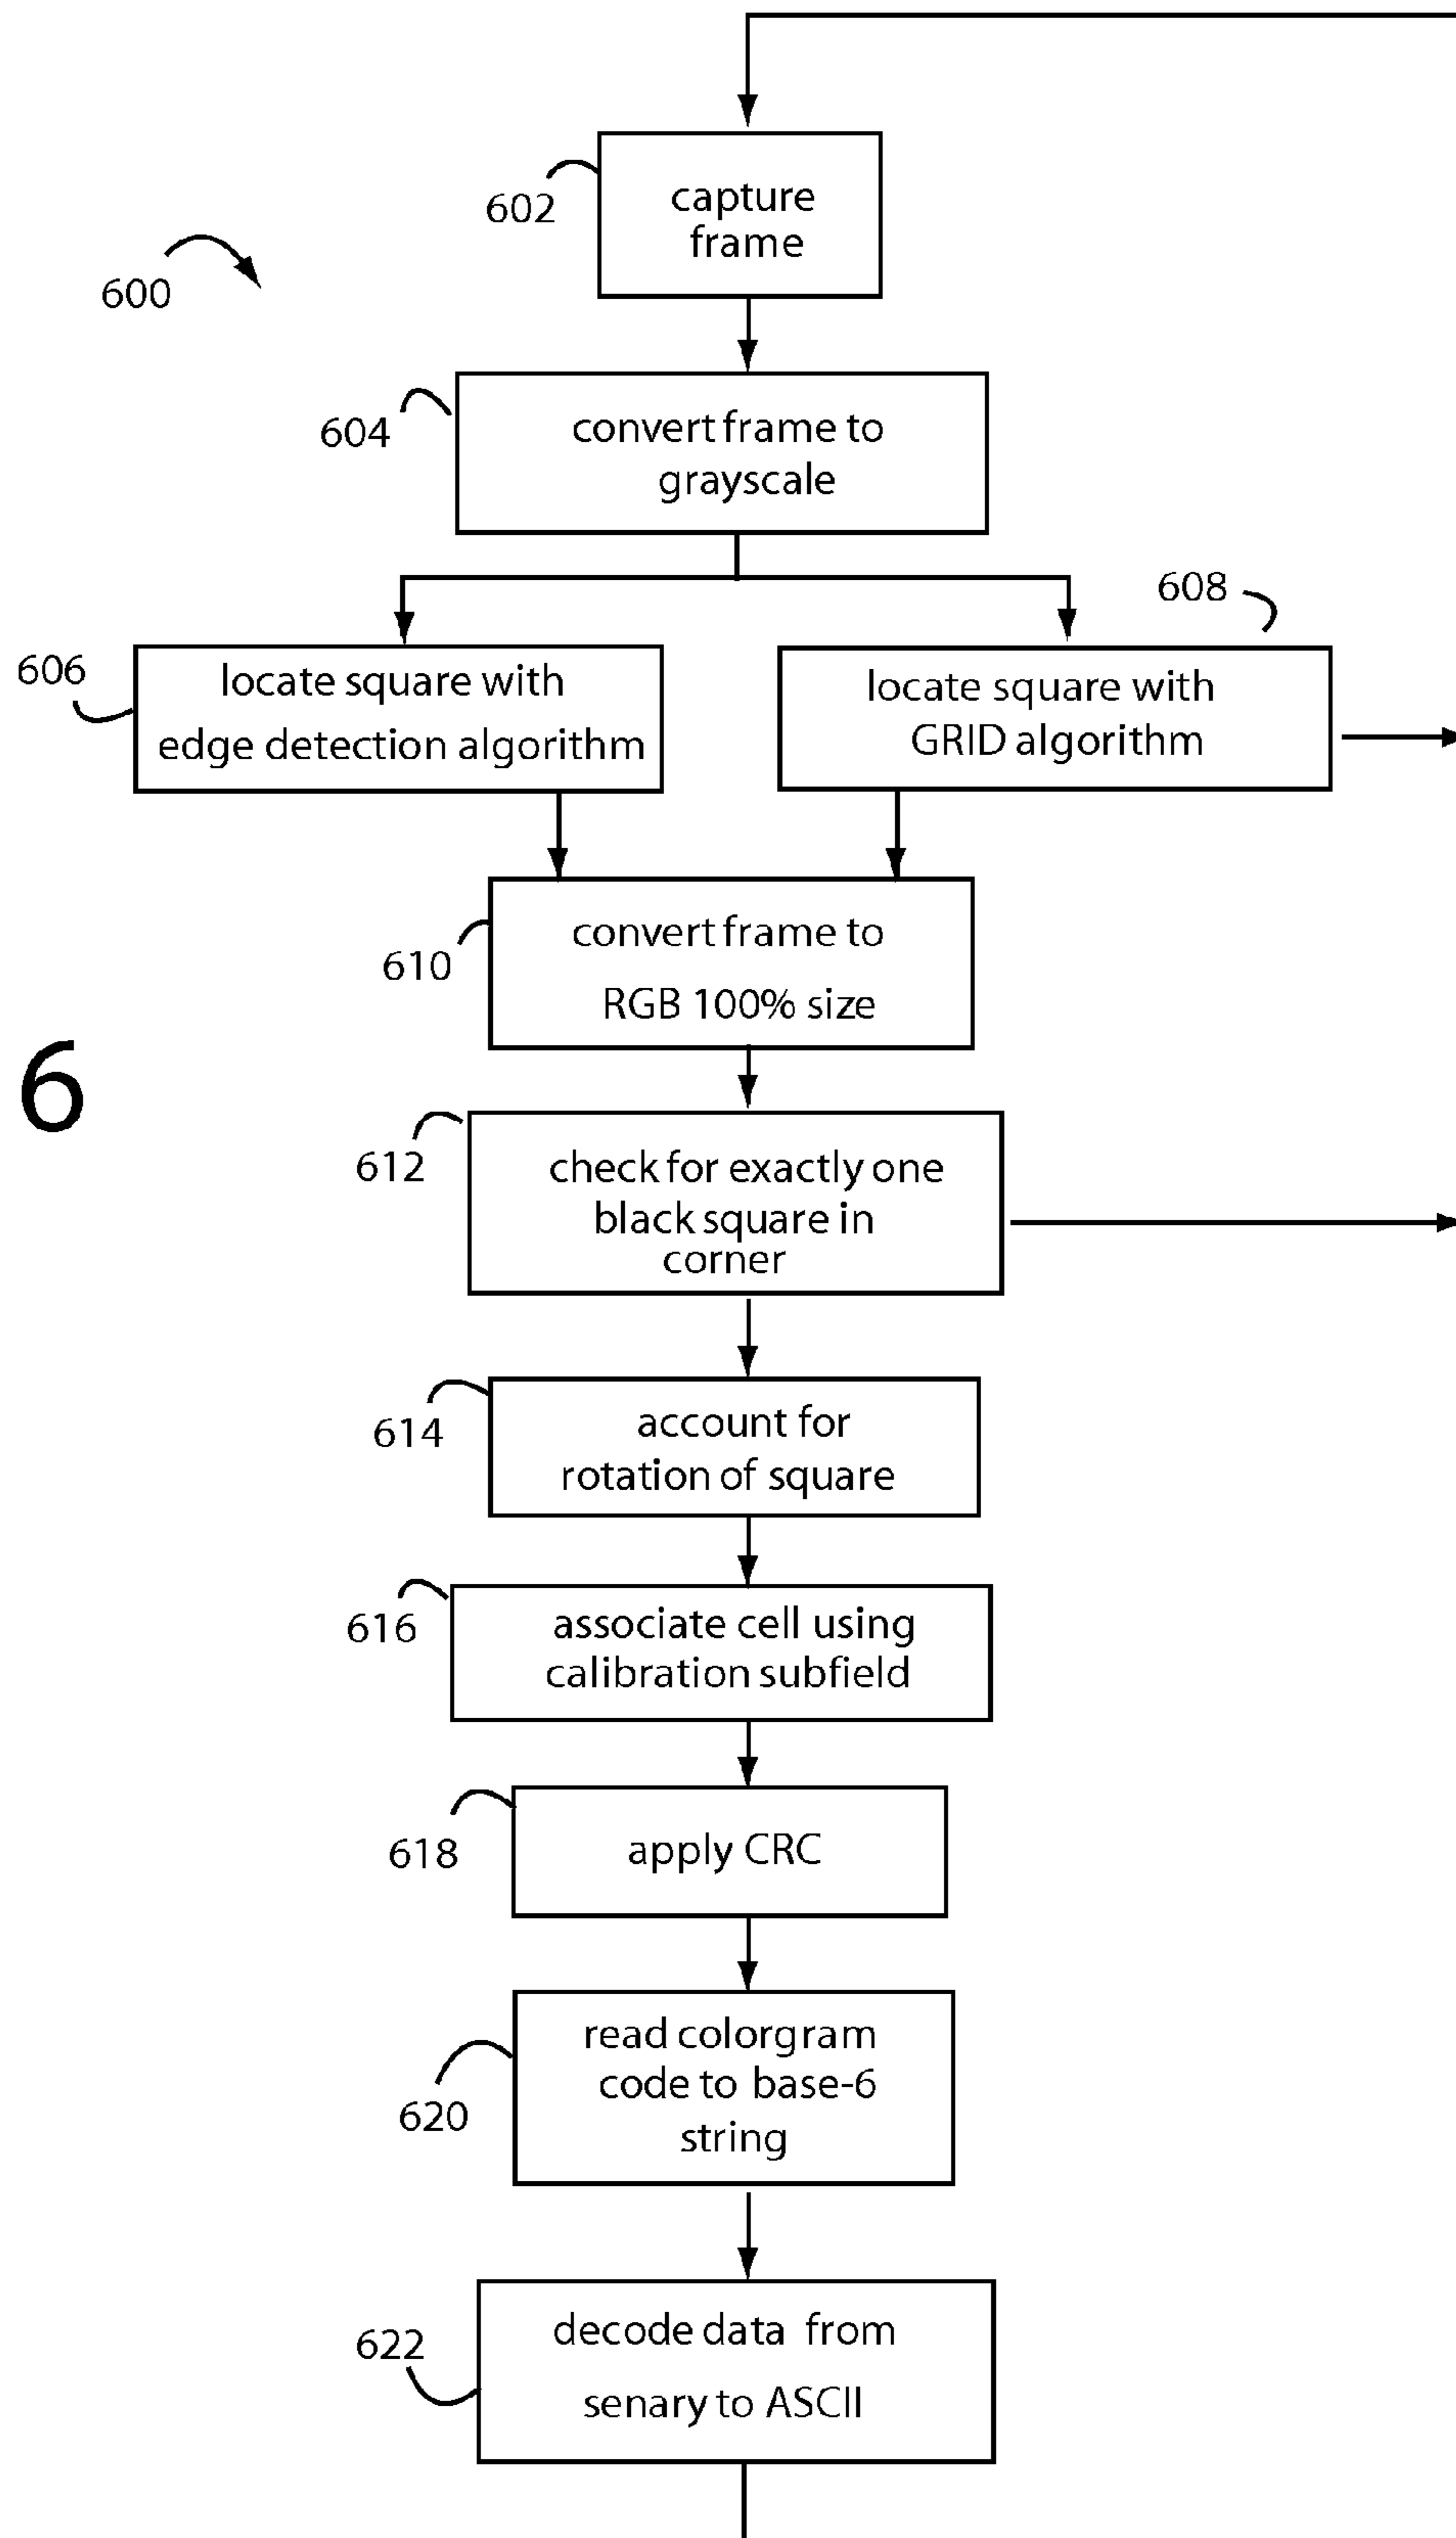 602
capture
frame
600
604
convert frame to
grayscale
608
606
locate square with
edge detection algorithm
locate square with
GRID algorithm
610
convert frame to
RGB 100% size
6
612
check for exactly one
black square in
corner
614
account for
rotation of square
616
associate cell using
calibration subfield
618
apply CRC
620
read colorgram
code to base-6
string
622
decode data from
senary to ASCII